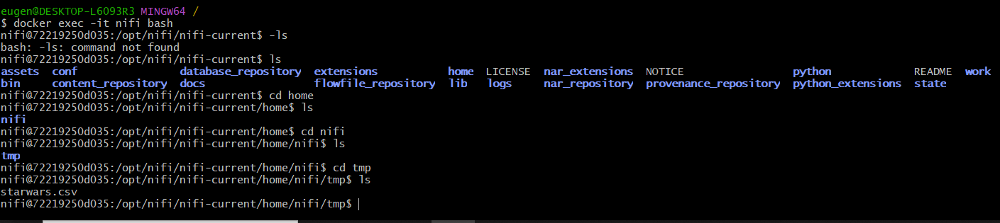 eugen@DESKTOP-L6O93R3 MINGW64 /
$ docker exec -it nifi bash
nifi@72219250d035:/opt/nifi/nifi-current$ -ls
bash: -ls: command not found
nifi@72219250d035:/opt/nifi/nifi-current$ ls
assets  conf                database_repository  extensions           home  LICENSE  nar_extensions  NOTICE                 python             README  work
bin     content_repository  docs                 flowfile_repository  lib   logs     nar_repository  provenance_repository  python_extensions  state
nifi@72219250d035:/opt/nifi/nifi-current$ cd home
nifi@72219250d035:/opt/nifi/nifi-current/home$ ls
nifi
nifi@72219250d035:/opt/nifi/nifi-current/home$ cd nifi
nifi@72219250d035:/opt/nifi/nifi-current/home/nifi$ ls
tmp
nifi@72219250d035:/opt/nifi/nifi-current/home/nifi$ cd tmp
nifi@72219250d035:/opt/nifi/nifi-current/home/nifi/tmp$ ls
starwars.csv
nifi@72219250d035:/opt/nifi/nifi-current/home/nifi/tmp$